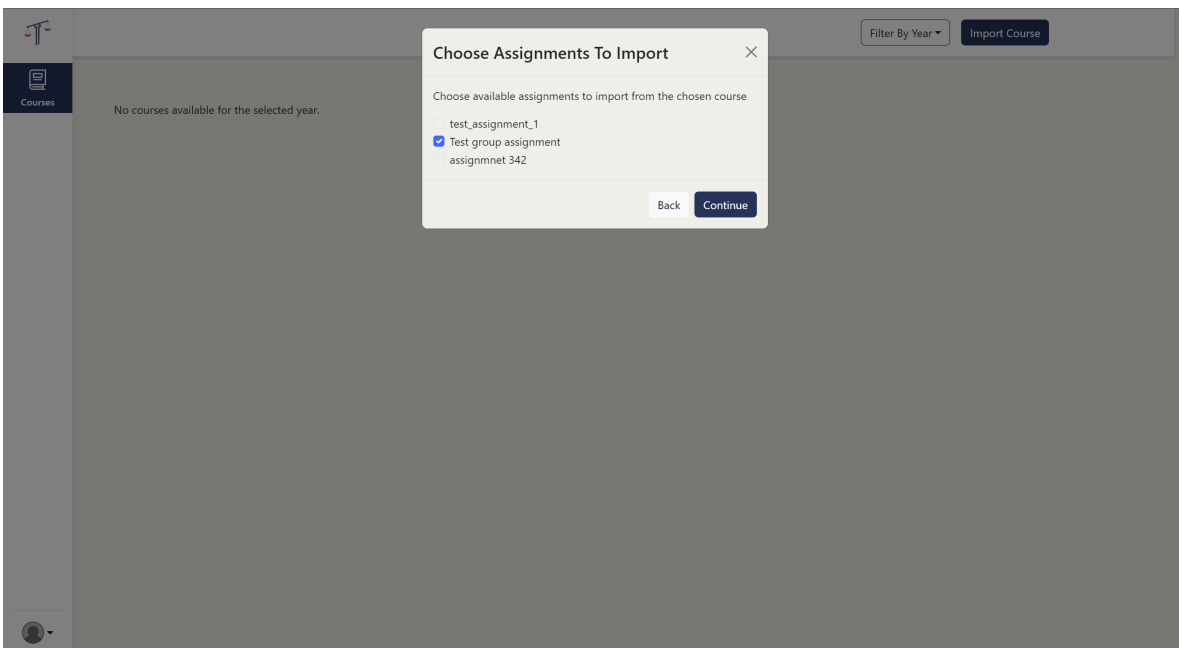 Filter By Year
Import Course
Courses
No courses available for the selected year.
Choose Assignments To Import
Choose available assignments to import from the chosen course
test_assignment_1
Test group assignment
assignmnet 342
Back
Continue